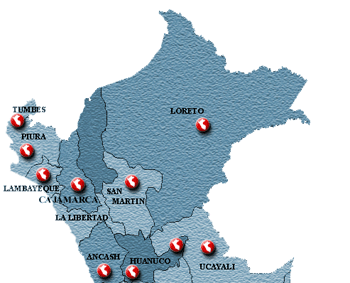 TUMBES
LORETO
PIURA
LAMBAYEQUE
CAJAMARCA
SAN
MARTIN
LA LIBERTAD
ANCASH
HUANUCO
UCAYALI